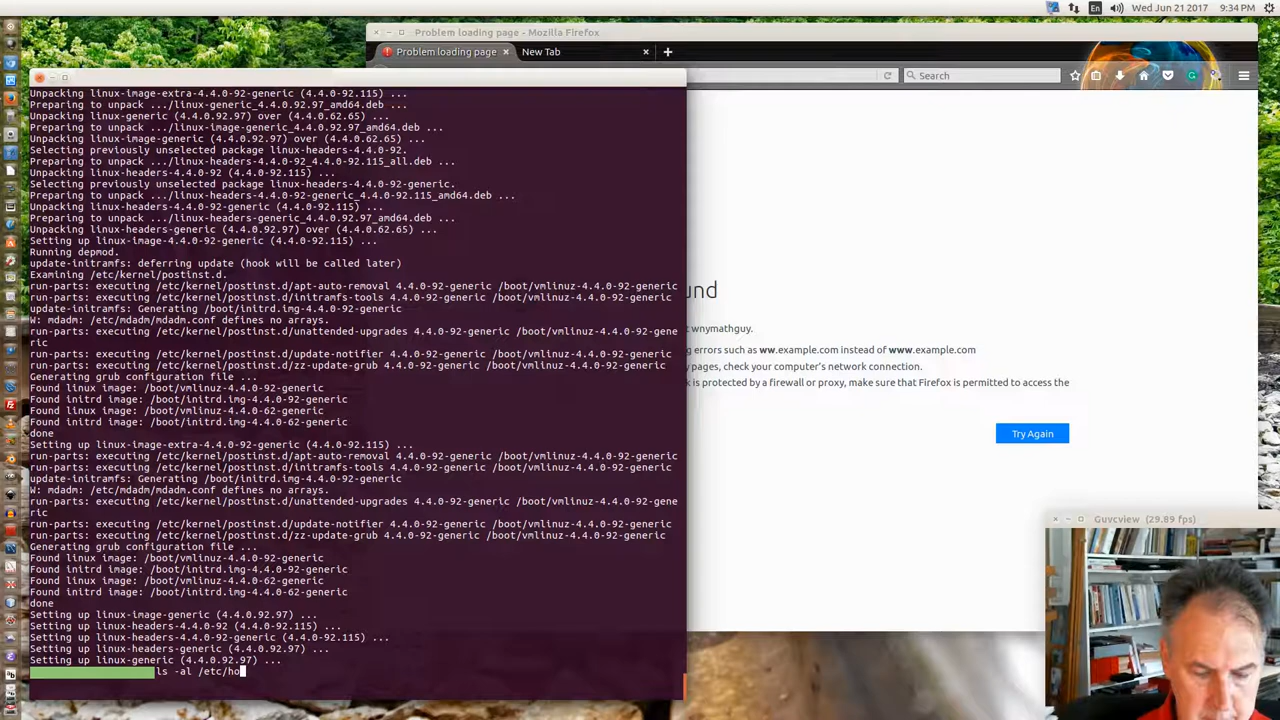 En
Wed Jun 21 2017
9:34 PM
Problem loading page - Mozilla Firefox
Problem loading page
New Tab
Search
Unpacking linux-image-extra-4.4.0-92-generic (4.4.0-92.115) ...
Preparing to unpack .../linux-generic_4.4.0.92.97_amd64.deb ...
Unpacking linux-generic (4.4.0.92.97) over (4.4.0.62.65) ...
Preparing to unpack .../linux-image-generic_4.4.0.92.97_amd64.deb ...
Unpacking linux-image-generic (4.4.0.92.97) over (4.4.0.62.65) ...
Selecting previously unselected package linux-headers-4.4.0-92.
Preparing to unpack .../linux-headers-4.4.0-92_4.4.0-92.115_all.deb ...
Unpacking linux-headers-4.4.0-92 (4.4.0-92.115) ...
Selecting previously unselected package linux-headers-4.4.0-92-generic.
Preparing to unpack .../linux-headers-4.4.0-92-generic_4.4.0-92.115_amd64.deb ...
Unpacking linux-headers-4.4.0-92-generic (4.4.0-92.115) ...
Preparing to unpack .../linux-headers-generic_4.4.0.92.97_amd64.deb ...
Unpacking linux-headers-generic (4.4.0.92.97) over (4.4.0.62.65) ...
Setting up linux-image-4.4.0-92-generic (4.4.0-92.115) ...
Running depmod.
update-initramfs: deferring update (hook will be called later)
Examining /etc/kernel/postinst.d.
run-parts: executing /etc/kernel/postinst.d/apt-auto-removal 4.4.0-92-generic /boot/vmlinuz-4.4.0-92-generic
run-parts: executing /etc/kernel/postinst.d/initramfs-tools 4.4.0-92-generic /boot/vmlinuz-4.4.0-92-generic
update-initramfs: Generating /boot/initrd.img-4.4.0-92-generic
W: mdadm: /etc/mdadm/mdadm.conf defines no arrays.
run-parts: executing /etc/kernel/postinst.d/unattended-upgrades 4.4.0-92-generic /boot/vmlinuz-4.4.0-92-gene
ric
run-parts: executing /etc/kernel/postinst.d/update-notifier 4.4.0-92-generic /boot/vmlinuz-4.4.0-92-generic
run-parts: executing /etc/kernel/postinst.d/zz-update-grub 4.4.0-92-generic /boot/vmlinuz-4.4.0-92-generic
Generating grub configuration file ...
Found linux image: /boot/vmlinuz-4.4.0-92-generic
Found initrd image: /boot/initrd.img-4.4.0-92-generic
Found linux image: /boot/vmlinuz-4.4.0-62-generic
Found initrd image: /boot/initrd.img-4.4.0-62-generic
done
Setting up linux-image-extra-4.4.0-92-generic (4.4.0-92.115) ...
run-parts: executing /etc/kernel/postinst.d/apt-auto-removal 4.4.0-92-generic /boot/vmlinuz-4.4.0-92-generic
run-parts: executing /etc/kernel/postinst.d/initramfs-tools 4.4.0-92-generic /boot/vmlinuz-4.4.0-92-generic
update-initramfs: Generating /boot/initrd.img-4.4.0-92-generic
W: mdadm: /etc/mdadm/mdadm.conf defines no arrays.
run-parts: executing /etc/kernel/postinst.d/unattended-upgrades 4.4.0-92-generic /boot/vmlinuz-4.4.0-92-gene
ric
run-parts: executing /etc/kernel/postinst.d/update-notifier 4.4.0-92-generic /boot/vmlinuz-4.4.0-92-generic
run-parts: executing /etc/kernel/postinst.d/zz-update-grub 4.4.0-92-generic /boot/vmlinuz-4.4.0-92-generic
Generating grub configuration file ...
Found linux image: /boot/vmlinuz-4.4.0-92-generic
Found initrd image: /boot/initrd.img-4.4.0-92-generic
Found linux image: /boot/vmlinuz-4.4.0-62-generic
Found initrd image: /boot/initrd.img-4.4.0-62-generic
done
Setting up linux-image-generic (4.4.0.92.97) ...
Setting up linux-headers-4.4.0-92 (4.4.0-92.115) ...
Setting up linux-headers-4.4.0-92-generic (4.4.0-92.115) ...
Setting up linux-headers-generic (4.4.0.92.97) ...
Setting up linux-generic (4.4.0.92.97) ...
ls -al /etc/ho
und
t wnymathguy.
g errors such as ww.example.com instead of www.example.com
y pages, check your computer's network connection.
k is protected by a firewall or proxy, make sure that Firefox is permitted to access the
Try Again
Guvcview (29.89 fps)